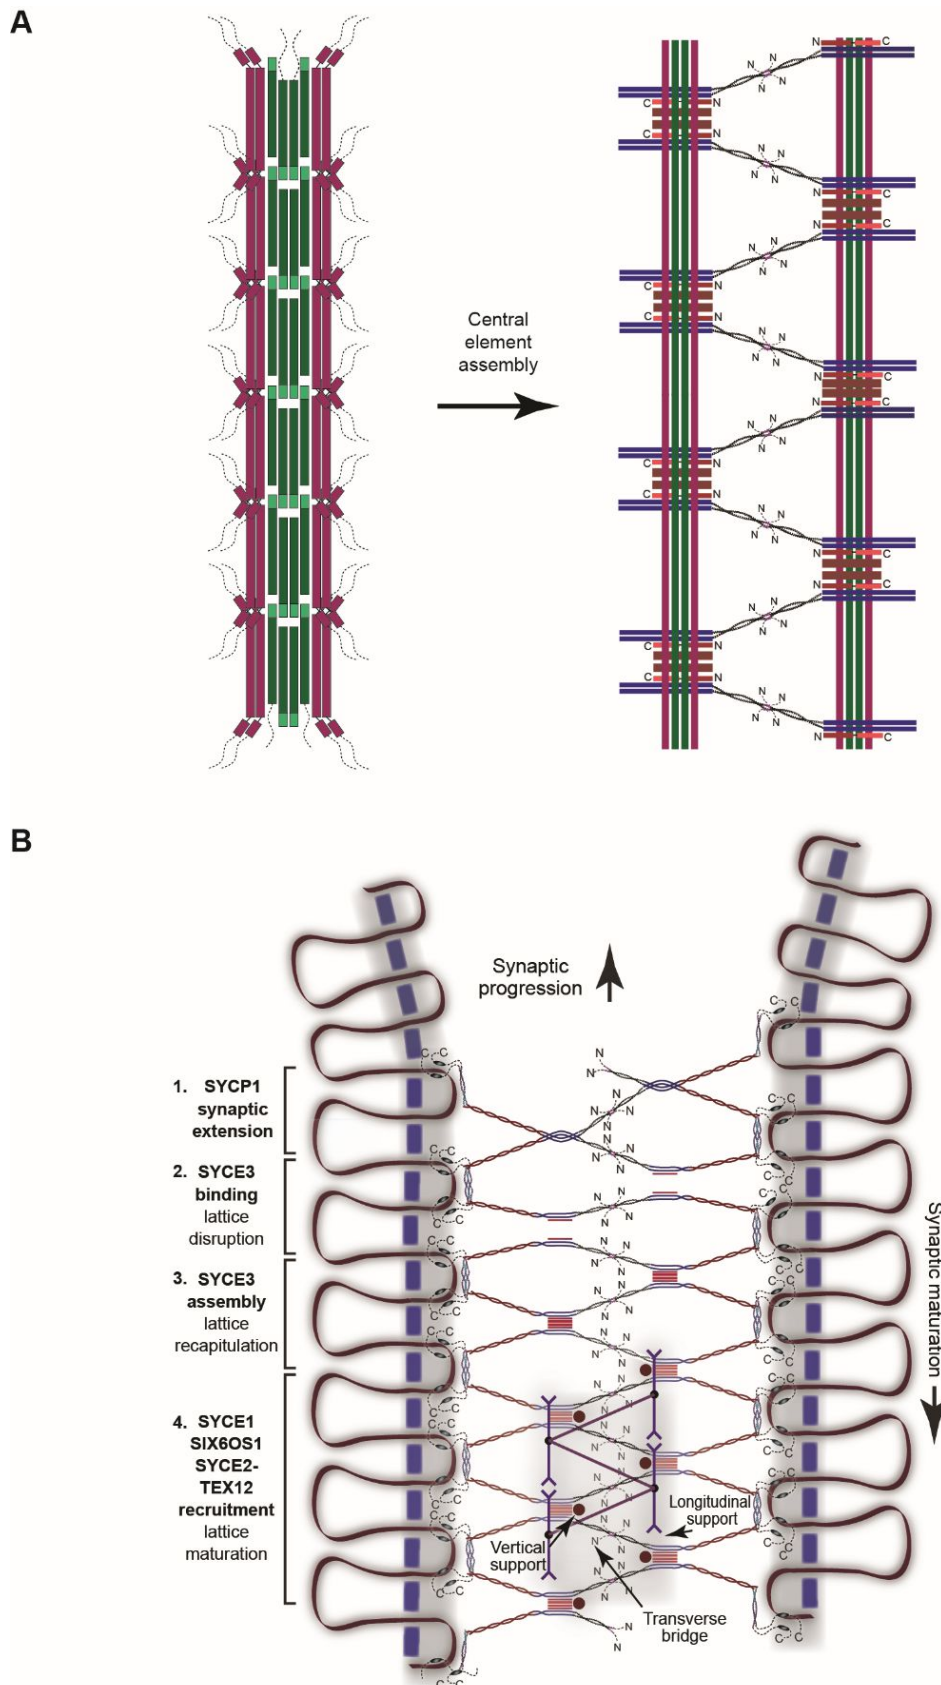 A
N
C
N
N
N
N
C
N
C
N
N
N
N
N
C
N
C
N
N
N
N
C
N
C
N
N
N
N
N
C
N
C
N
N
N
N
C
N
C
N
N
N
N
N
C
N
C
N
N
N
N
C
N
C
N
N
N
N
N
C
N
C
N
N
N
N
C
N
C
N
N
N
N
N
C
Central
element
assembly
B
Synaptic
progression
1. SYCP1
synaptic
extension
2. SYCE3
binding
lattice
disruption
3. SYCE3
assembly
lattice
recapitulation
4. SYCE1
SIX6OS1
SYCE2-
TEX12
recruitment
lattice
maturation
Synaptic maturation
Longitudinal
support
Vertical
support
Transverse
bridge